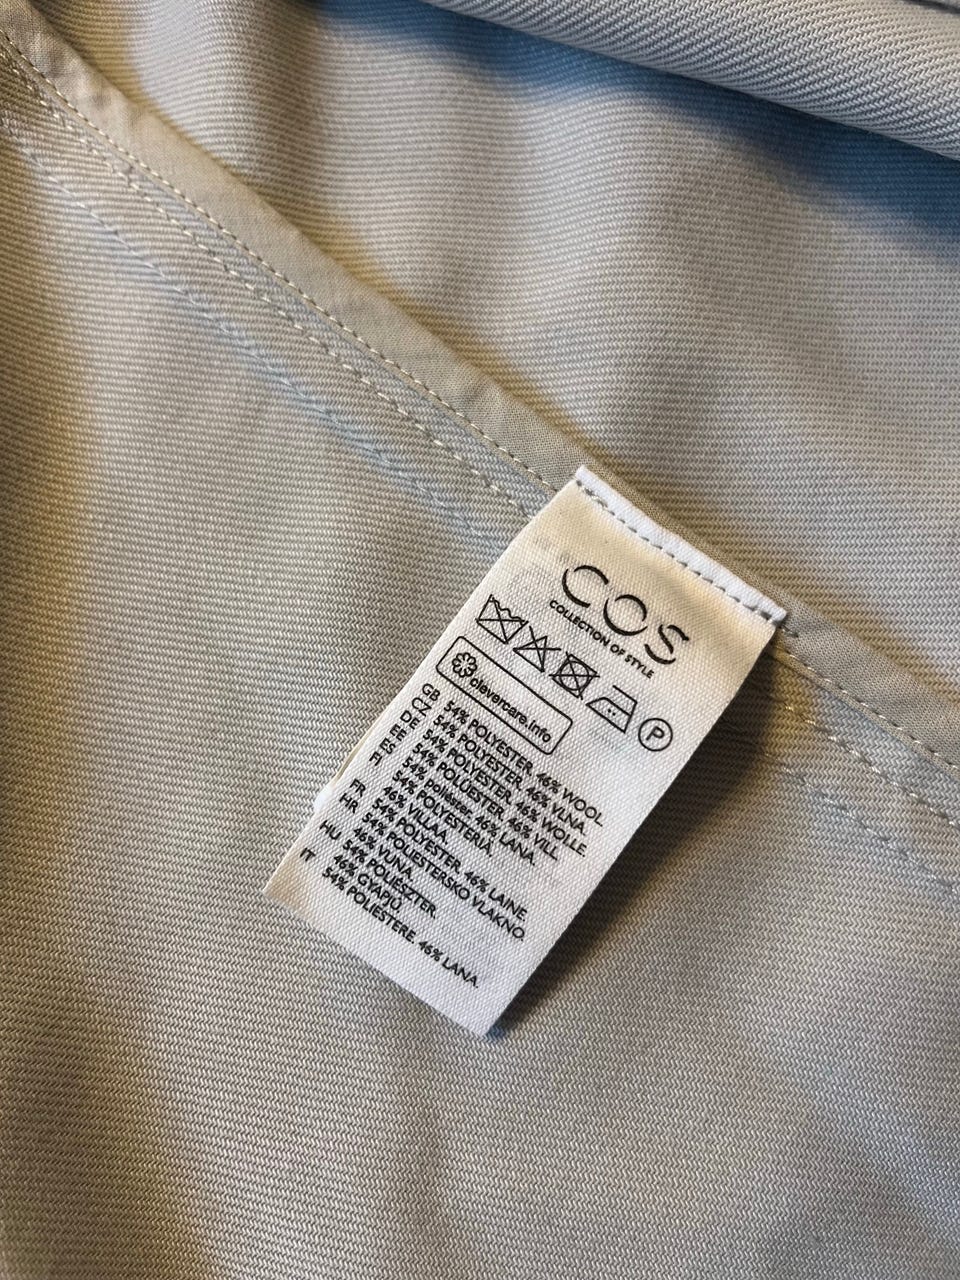 COS
COLLECTION OF STYLE
P
clevercare.info
GB 54% POLYESTER. 46% WOOL.
CZ 54% POLYESTER. 46% VLNA.
DE 54% POLYESTER. 46% WOLLE.
EE 54% POLÜESTER. 46% VILL.
ES 54% poliéster. 46% LANA.
FI 54% POLYESTERIÄ.
46% VILLAA.
FR 54% POLYESTER. 46% LAINE.
HR 54% POLIESTERSKO VLAKNO.
46% VUNA.
HU 54% POLIÉSZTER.
46% GYAPJÚ.
IT 54% POLIESTERE. 46% LANA.